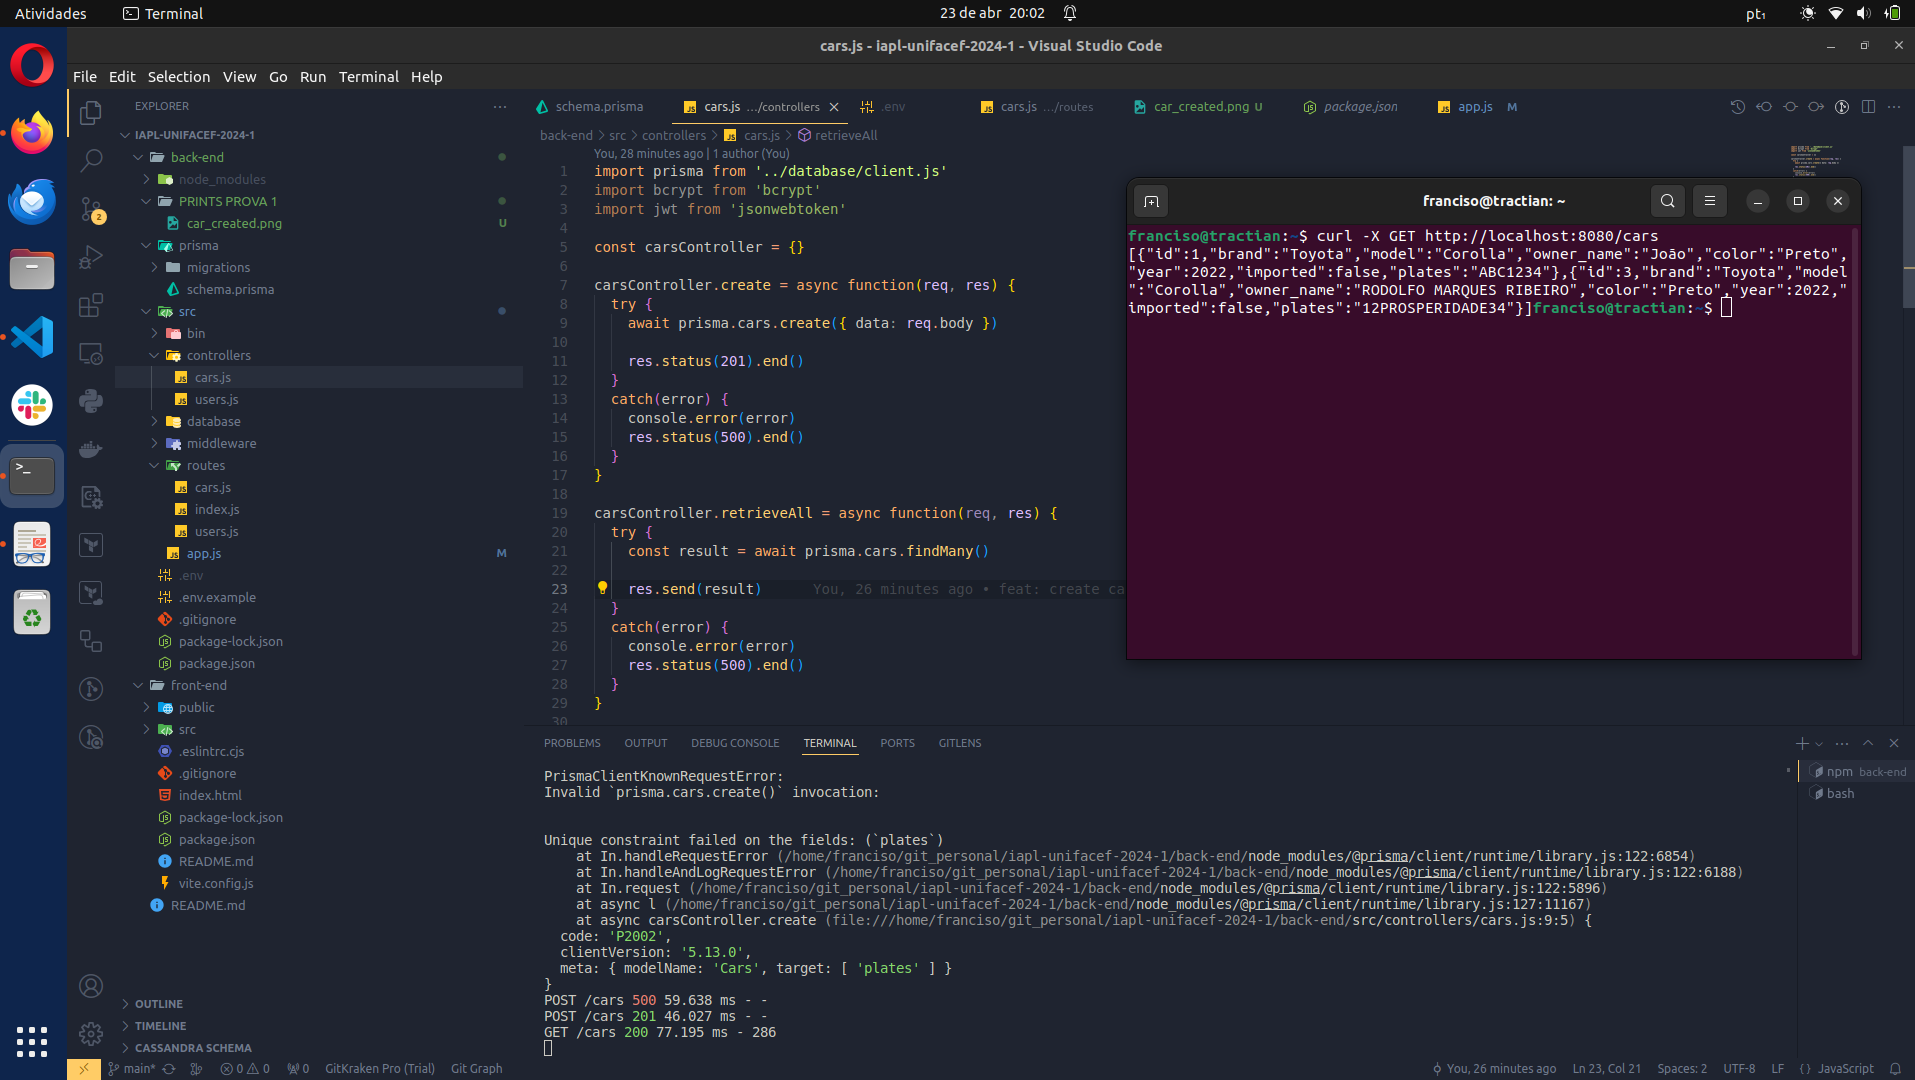 Atividades
Terminal
23 de abr 20:02
pt₁
cars.js - iapl-unifacef-2024-1 - Visual Studio Code
File Edit Selection View Go Run Terminal Help
EXPLORER
IAPL-UNIFACEF-2024-1
back-end
node_modules
PRINTS PROVA 1
car_created.png U
prisma
migrations
schema.prisma
src
bin
controllers
cars.js
users.js
database
middleware
routes
cars.js
index.js
users.js
app.js M
.env
.env.example
.gitignore
package-lock.json
package.json
front-end
public
src
.eslintrc.cjs
.gitignore
index.html
package-lock.json
package.json
README.md
vite.config.js
README.md
OUTLINE
TIMELINE
CASSANDRA SCHEMA
2
schema.prisma
cars.js .../controllers
.env
cars.js .../routes
car_created.png U
package.json
app.js M
back-end > src > controllers > cars.js > retrieveAll
You, 28 minutes ago | 1 author (You)
1 import prisma from '../database/client.js'
2 import bcrypt from 'bcrypt'
3 import jwt from 'jsonwebtoken'
4
5 const carsController = {}
6
7 carsController.create = async function(req, res) {
8 try {
9 await prisma.cars.create({ data: req.body })
10
11 res.status(201).end()
12 }
13 catch(error) {
14 console.error(error)
15 res.status(500).end()
16 }
17 }
18
19 carsController.retrieveAll = async function(req, res) {
20 try {
21 const result = await prisma.cars.findMany()
22
23 res.send(result) You, 26 minutes ago • feat: create ca
24 }
25 catch(error) {
26 console.error(error)
27 res.status(500).end()
28 }
29 }
30
franciso@tractian: ~
franciso@tractian:~$ curl -X GET http://localhost:8080/cars
[{"id":1,"brand":"Toyota","model":"Corolla","owner_name":"João","color":"Preto",
"year":2022,"imported":false,"plates":"ABC1234"},{"id":3,"brand":"Toyota","model
":"Corolla","owner_name":"RODOLFO MARQUES RIBEIRO","color":"Preto","year":2022,"
imported":false,"plates":"12PROSPERIDADE34"}]franciso@tractian:~$
PROBLEMS OUTPUT DEBUG CONSOLE TERMINAL PORTS GITLENS
npm back-end
bash
PrismaClientKnownRequestError:
Invalid `prisma.cars.create()` invocation:
Unique constraint failed on the fields: (`plates`)
at In.handleRequestError (/home/franciso/git_personal/iapl-unifacef-2024-1/back-end/node_modules/@prisma/client/runtime/library.js:122:6854)
at In.handleAndLogRequestError (/home/franciso/git_personal/iapl-unifacef-2024-1/back-end/node_modules/@prisma/client/runtime/library.js:122:6188)
at In.request (/home/franciso/git_personal/iapl-unifacef-2024-1/back-end/node_modules/@prisma/client/runtime/library.js:122:5896)
at async l (/home/franciso/git_personal/iapl-unifacef-2024-1/back-end/node_modules/@prisma/client/runtime/library.js:127:11167)
at async carsController.create (file:///home/franciso/git_personal/iapl-unifacef-2024-1/back-end/src/controllers/cars.js:9:5) {
code: 'P2002',
clientVersion: '5.13.0',
meta: { modelName: 'Cars', target: [ 'plates' ] }
}
POST /cars 500 59.638 ms - -
POST /cars 201 46.027 ms - -
GET /cars 200 77.195 ms - 286
main* 0 0 0 GitKraken Pro (Trial) Git Graph
You, 26 minutes ago Ln 23, Col 21 Spaces: 2 UTF-8 LF {} JavaScript